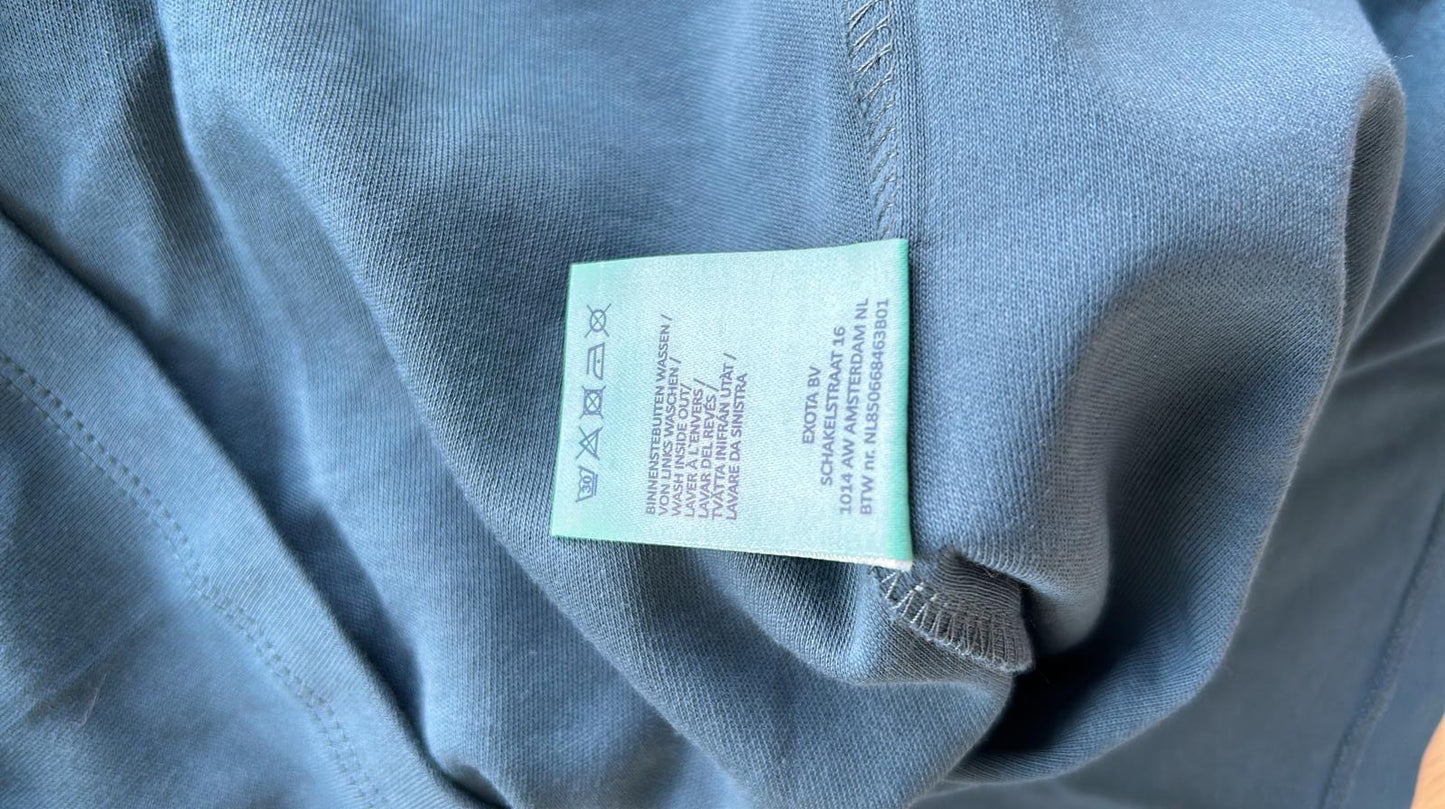 30
BINNENSTEBUITEN WASSEN /
VON LINKS WASCHEN /
WASH INSIDE OUT/
LAVER À L'ENVERS/
LAVAR DEL REVÉS /
TVÄTTA INIFRÅN UTÅT /
LAVARE DA SINISTRA
EXOTA BV
SCHAKELSTRAAT 16
1014 AW AMSTERDAM NL
BTW nr. NL850668463B01